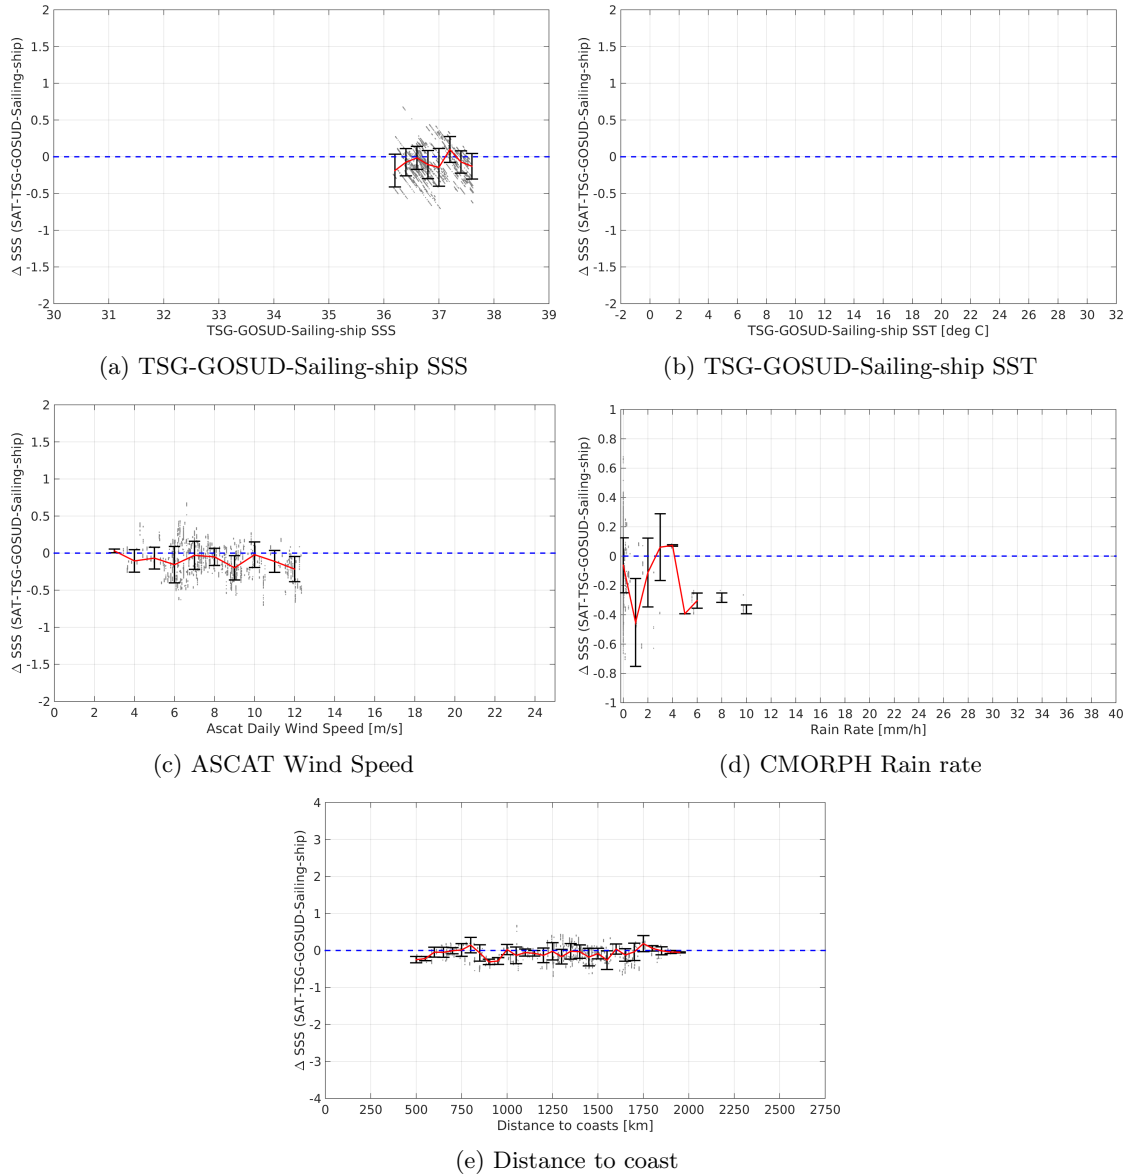 2
1.5
1
0.5
0
-0.5
-1
-1.5
-2
Δ SSS (SAT-TSG-GOSUD-Sailing-ship)
30 31 32 33 34 35 36 37 38 39
TSG-GOSUD-Sailing-ship SSS
(a) TSG-GOSUD-Sailing-ship SSS
2
1.5
1
0.5
0
-0.5
-1
-1.5
-2
Δ SSS (SAT-TSG-GOSUD-Sailing-ship)
-2 0 2 4 6 8 10 12 14 16 18 20 22 24 26 28 30 32
TSG-GOSUD-Sailing-ship SST [deg C]
(b) TSG-GOSUD-Sailing-ship SST
2
1.5
1
0.5
0
-0.5
-1
-1.5
-2
Δ SSS (SAT-TSG-GOSUD-Sailing-ship)
0 2 4 6 8 10 12 14 16 18 20 22 24
Ascat Daily Wind Speed [m/s]
(c) ASCAT Wind Speed
1
0.8
0.6
0.4
0.2
0
-0.2
-0.4
-0.6
-0.8
-1
Δ SSS (SAT-TSG-GOSUD-Sailing-ship)
0 2 4 6 8 10 12 14 16 18 20 22 24 26 28 30 32 34 36 38 40
Rain Rate [mm/h]
(d) CMORPH Rain rate
4
3
2
1
0
-1
-2
-3
-4
Δ SSS (SAT-TSG-GOSUD-Sailing-ship)
0 250 500 750 1000 1250 1500 1750 2000 2250 2500 2750
Distance to coasts [km]
(e) Distance to coast